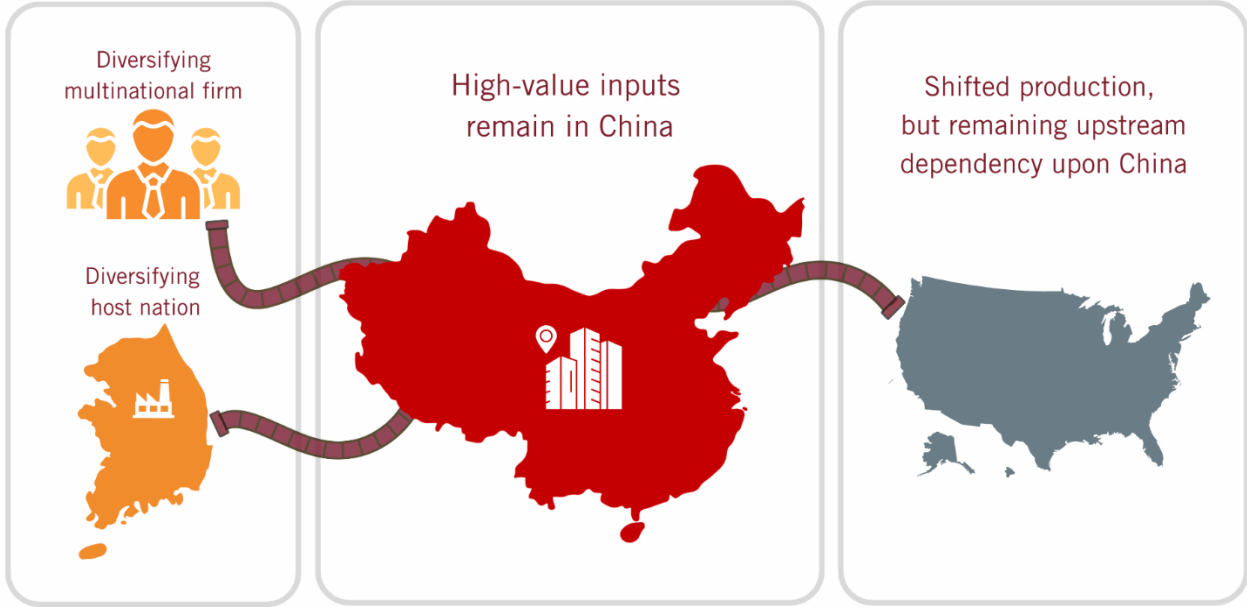 Diversifying
multinational firm
Diversifying
host nation
High-value inputs
remain in China
Shifted production,
but remaining upstream
dependency upon China